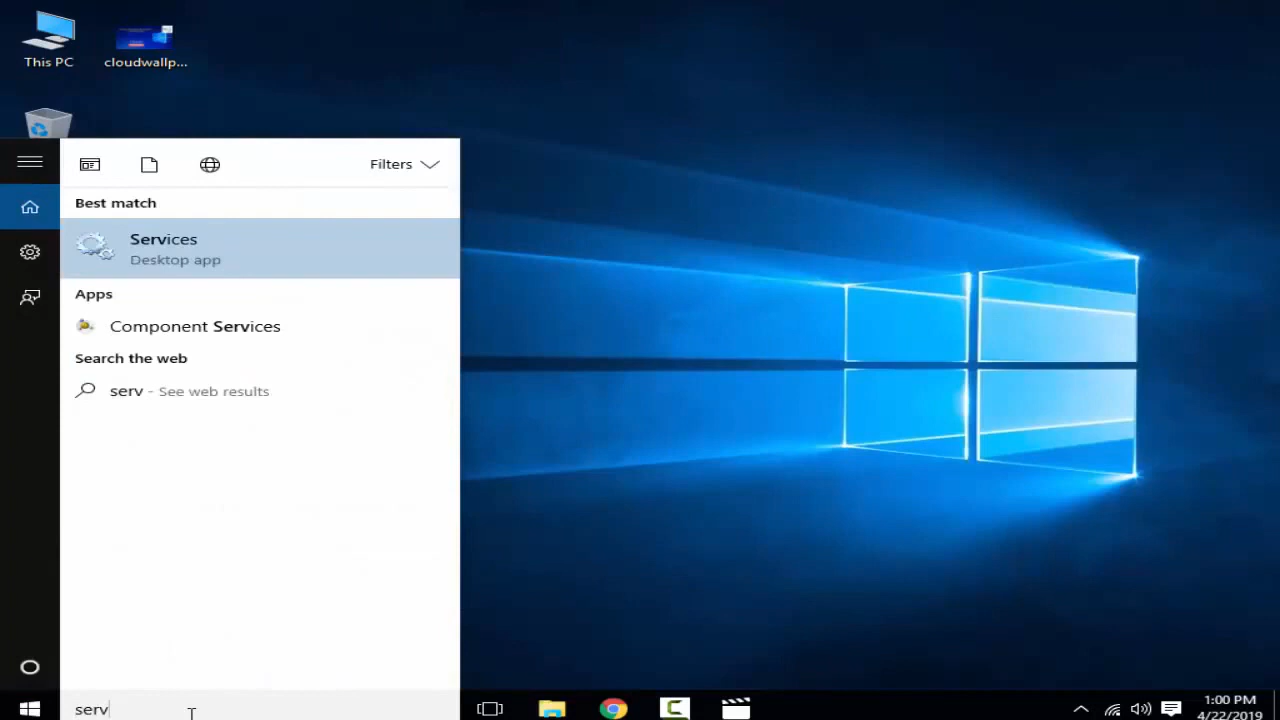 This PC
cloudwallp...
Filters
Best match
Services
Desktop app
Apps
Component Services
Search the web
serv - See web results
serv
1:00 PM
4/22/2019